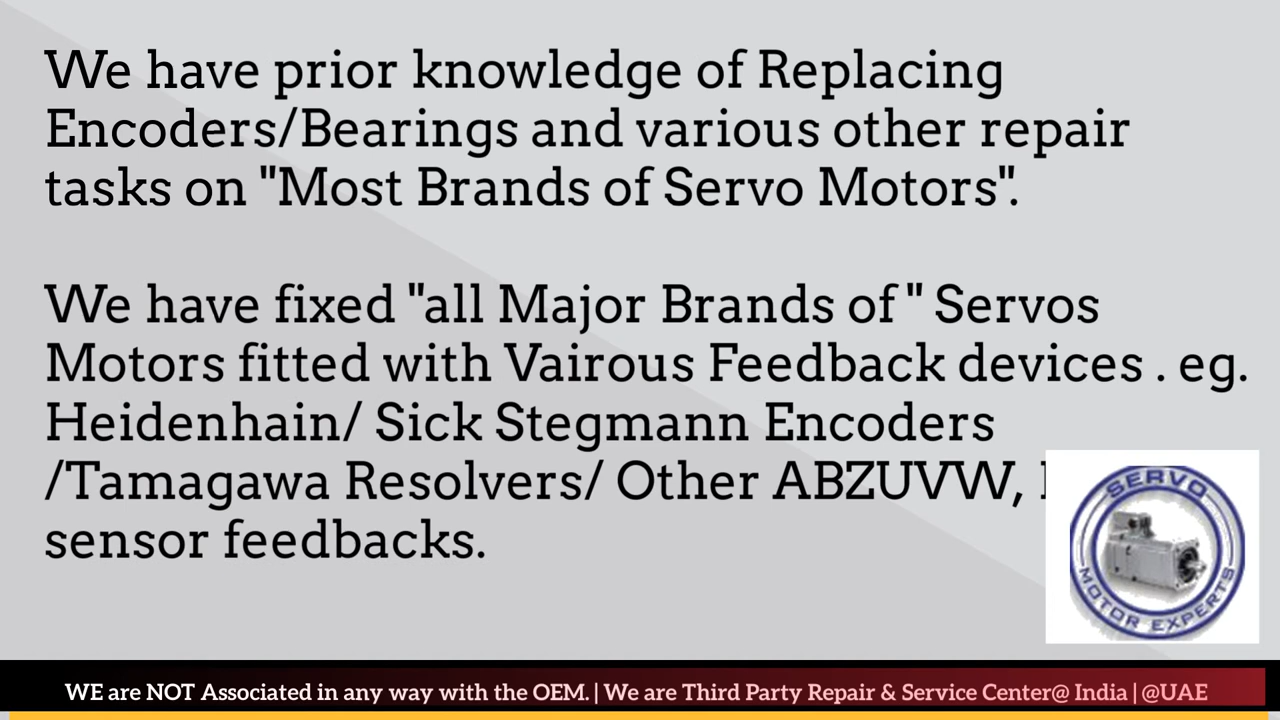 We have prior knowledge of Replacing
Encoders/Bearings and various other repair
tasks on "Most Brands of Servo Motors".
We have fixed "all Major Brands of " Servos
Motors fitted with Vairous Feedback devices . eg.
Heidenhain/ Sick Stegmann Encoders
/Tamagawa Resolvers/ Other ABZUVW,
sensor feedbacks.
SERVO
MOTOR EXPERTS
WE are NOT Associated in any way with the OEM. | We are Third Party Repair & Service Center@ India | @UAE